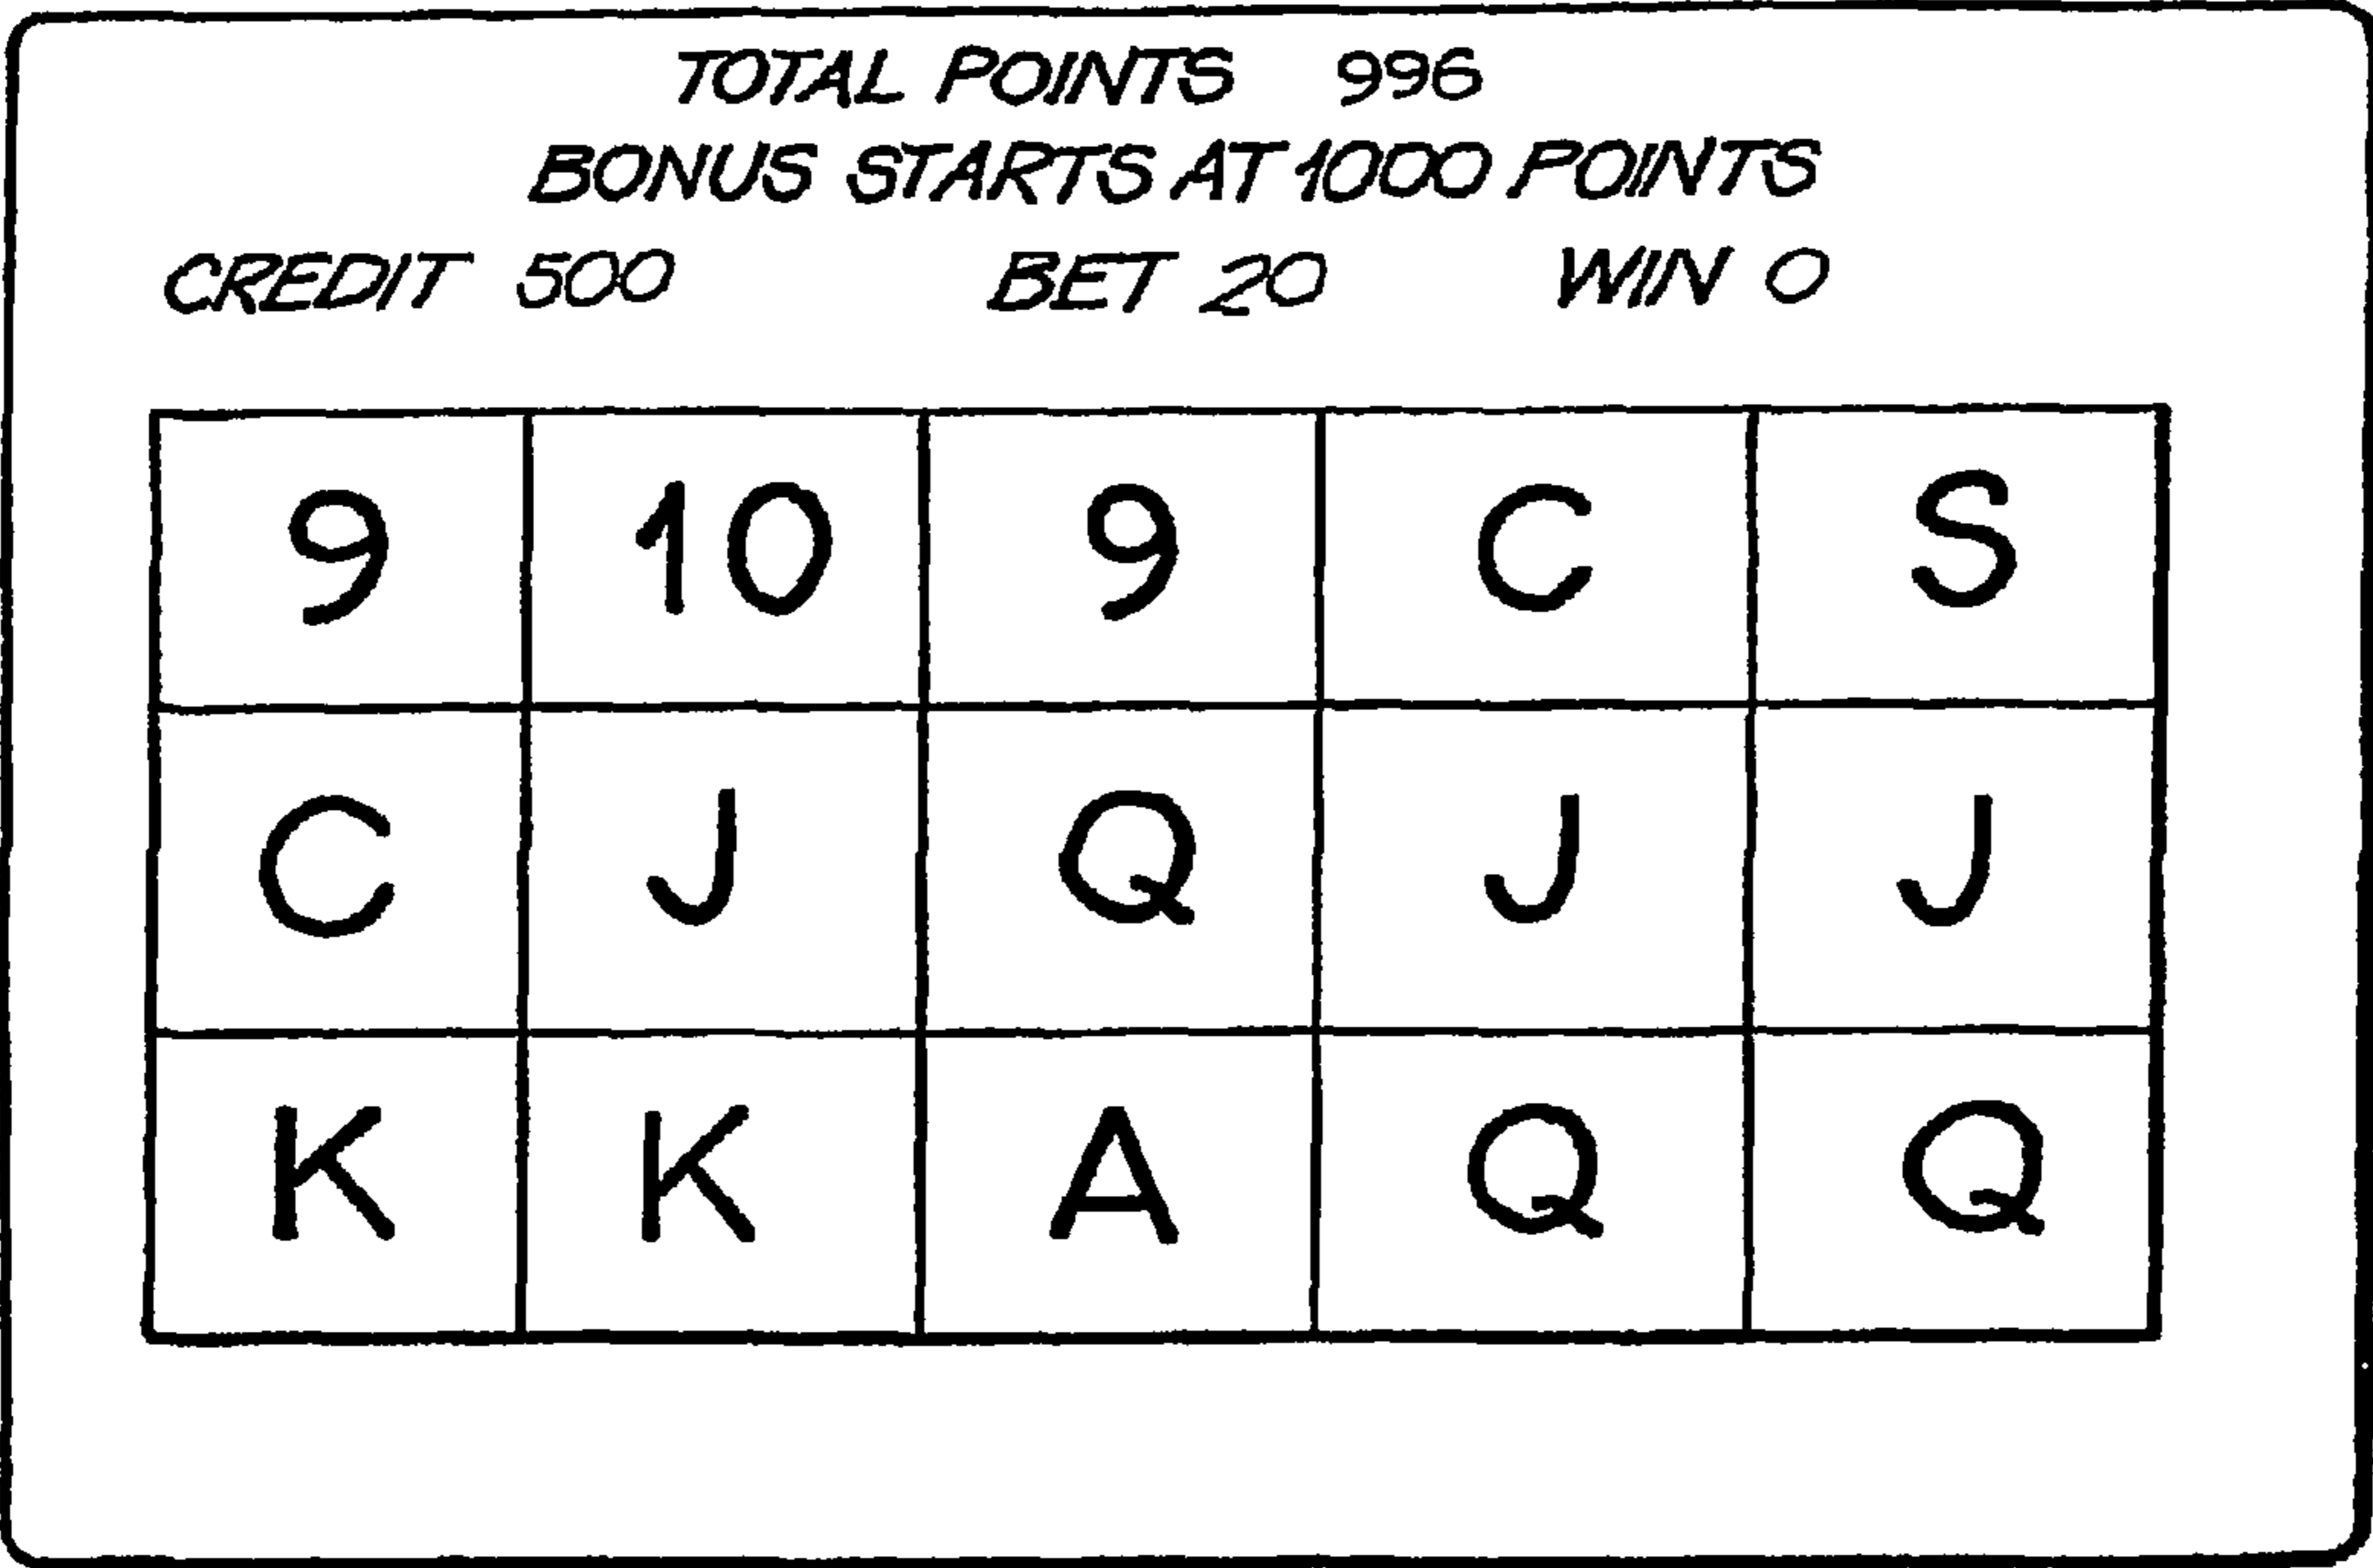 TOTAL POINTS 996
BONUS STARTS AT 1000 POINTS
CREDIT 500 BET 20 WIN 0
9 10 9 C S
C J Q J J
K K A Q Q